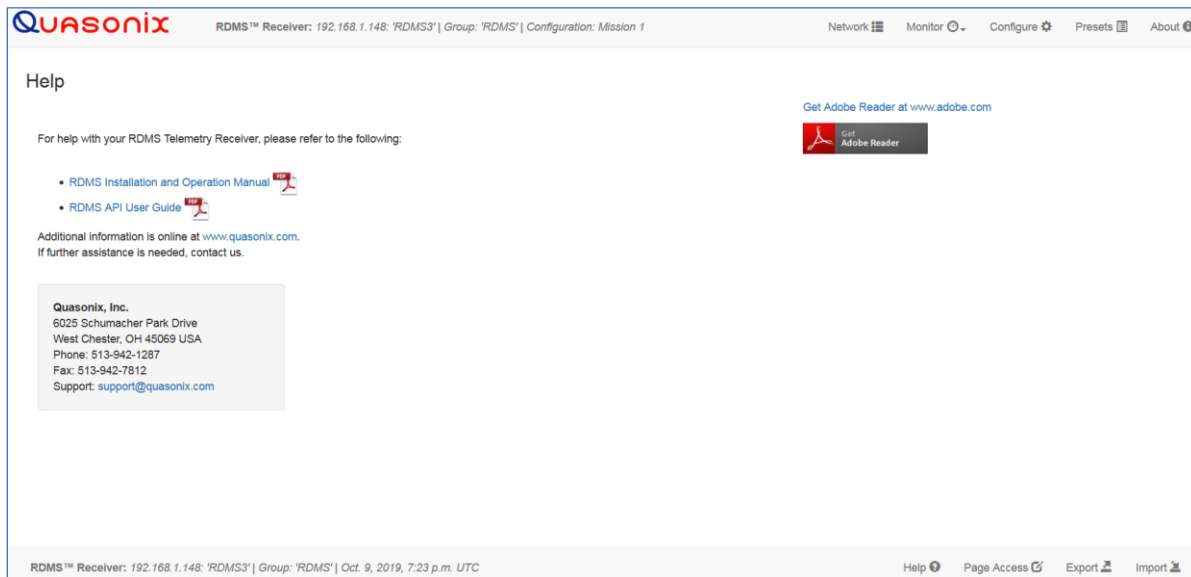 Quasonix RDMS™ Receiver: 192.168.1.148: 'RDMS3' | Group: 'RDMS' | Configuration: Mission 1 Network Monitor Configure Presets About
Help
Get Adobe Reader at www.adobe.com
Get
Adobe Reader
For help with your RDMS Telemetry Receiver, please refer to the following:
• RDMS Installation and Operation Manual PDF
• RDMS API User Guide PDF
Additional information is online at www.quasonix.com.
If further assistance is needed, contact us.
Quasonix, Inc.
6025 Schumacher Park Drive
West Chester, OH 45069 USA
Phone: 513-942-1287
Fax: 513-942-7812
Support: support@quasonix.com
RDMS™ Receiver: 192.168.1.148: 'RDMS3' | Group: 'RDMS' | Oct. 9, 2019, 7:23 p.m. UTC Help Page Access Export Import